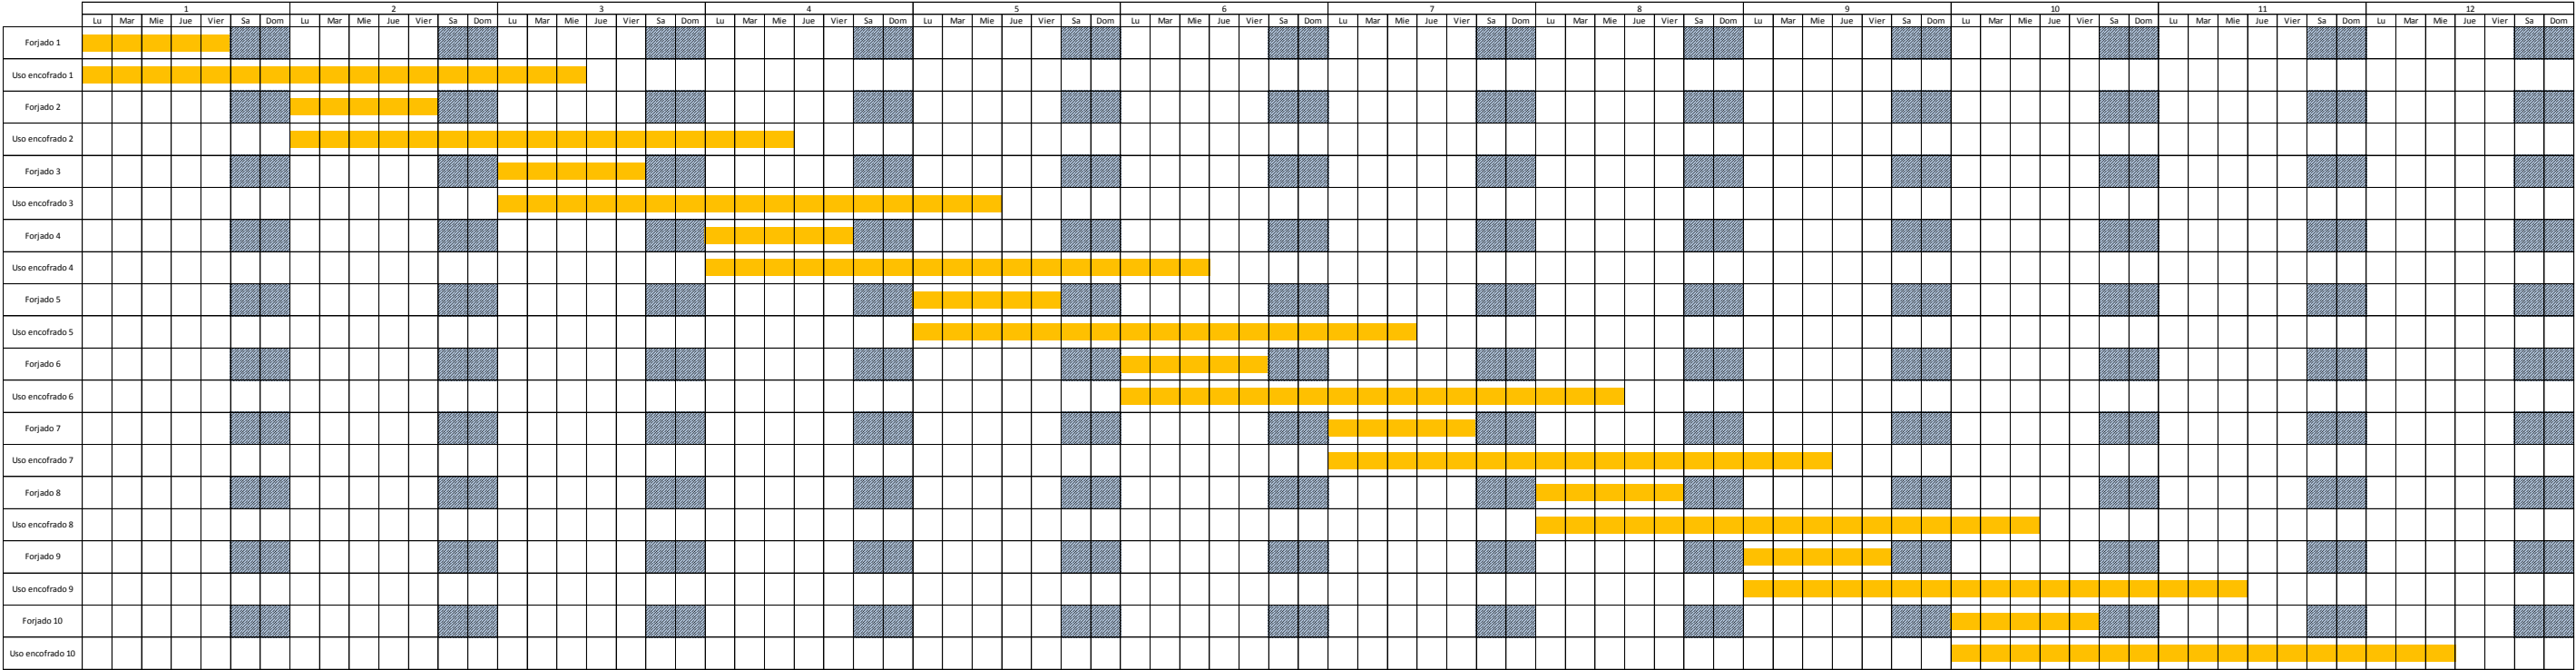 1 2 3 4 5 6 7 8 9 10 11 12
Lu Mar Mie Jue Vier Sa Dom Lu Mar Mie Jue Vier Sa Dom Lu Mar Mie Jue Vier Sa Dom Lu Mar Mie Jue Vier Sa Dom Lu Mar Mie Jue Vier Sa Dom Lu Mar Mie Jue Vier Sa Dom Lu Mar Mie Jue Vier Sa Dom Lu Mar Mie Jue Vier Sa Dom Lu Mar Mie Jue Vier Sa Dom Lu Mar Mie Jue Vier Sa Dom Lu Mar Mie Jue Vier Sa Dom Lu Mar Mie Jue Vier Sa Dom
Forjado 1
Uso encofrado 1
Forjado 2
Uso encofrado 2
Forjado 3
Uso encofrado 3
Forjado 4
Uso encofrado 4
Forjado 5
Uso encofrado 5
Forjado 6
Uso encofrado 6
Forjado 7
Uso encofrado 7
Forjado 8
Uso encofrado 8
Forjado 9
Uso encofrado 9
Forjado 10
Uso encofrado 10